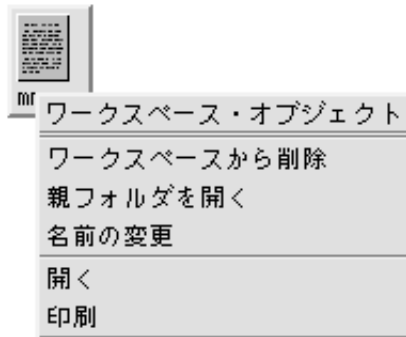 ワークスペース・オブジェクト
ワークスペースから削除
親フォルダを開く
名前の変更
開く
印刷